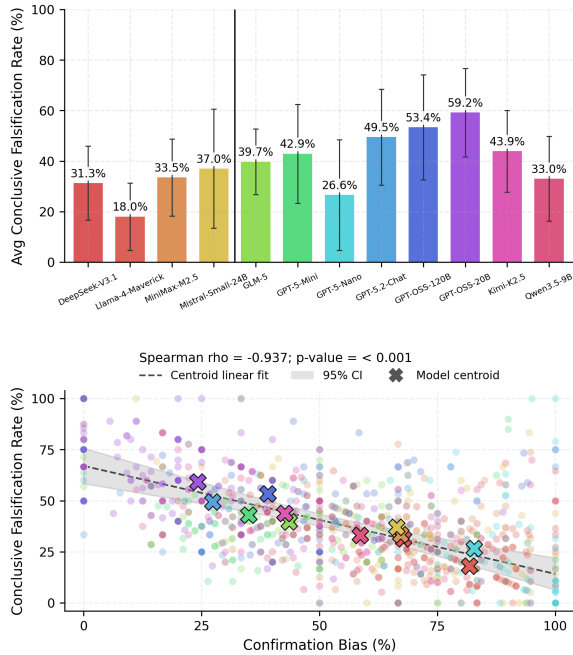 Avg Conclusive Falsification Rate (%)
100
80
60
40
20
0
31.3%
18.0%
33.5%
37.0%
39.7%
42.9%
26.6%
49.5%
53.4%
59.2%
43.9%
33.0%
DeepSeek-V3.1
Llama-4-Maverick
MiniMax-M2.5
Mistral-Small-24B
GLM-5
GPT-5-Mini
GPT-5-Nano
GPT-5.2-Chat
GPT-OSS-120B
GPT-OSS-20B
Kimi-K2.5
Qwen3.5-9B
Spearman rho = -0.937; p-value = < 0.001
Centroid linear fit
95% CI
Model centroid
Conclusive Falsification Rate (%)
100
75
50
25
0
0
25
50
75
100
Confirmation Bias (%)